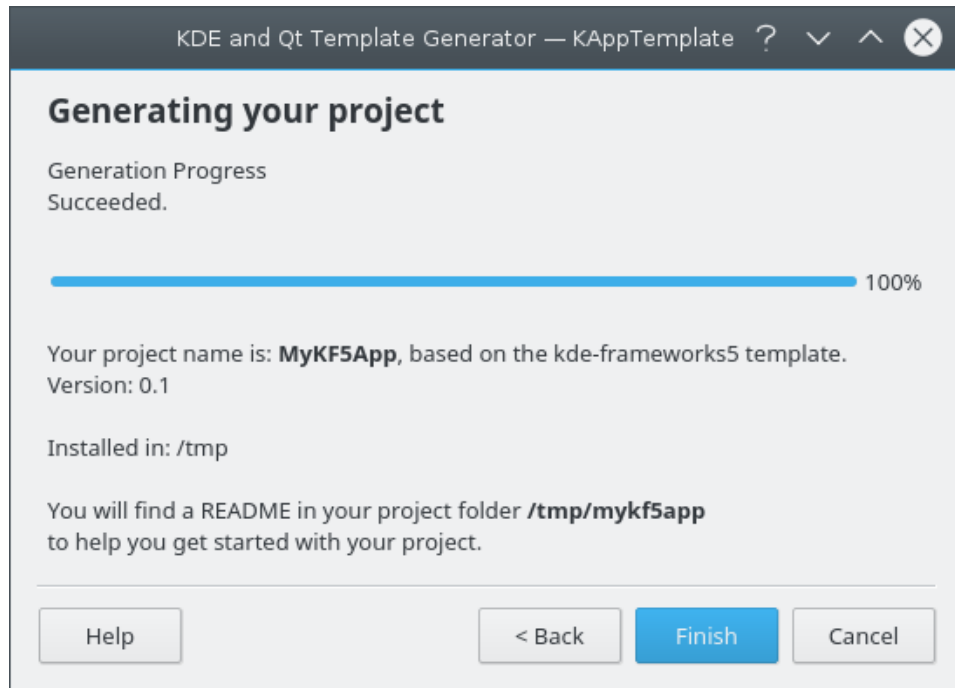 KDE and Qt Template Generator — KAppTemplate
Generating your project
Generation Progress
Succeeded.
100%
Your project name is: MyKF5App, based on the kde-frameworks5 template.
Version: 0.1
Installed in: /tmp
You will find a README in your project folder /tmp/mykf5app
to help you get started with your project.
Help
< Back
Finish
Cancel